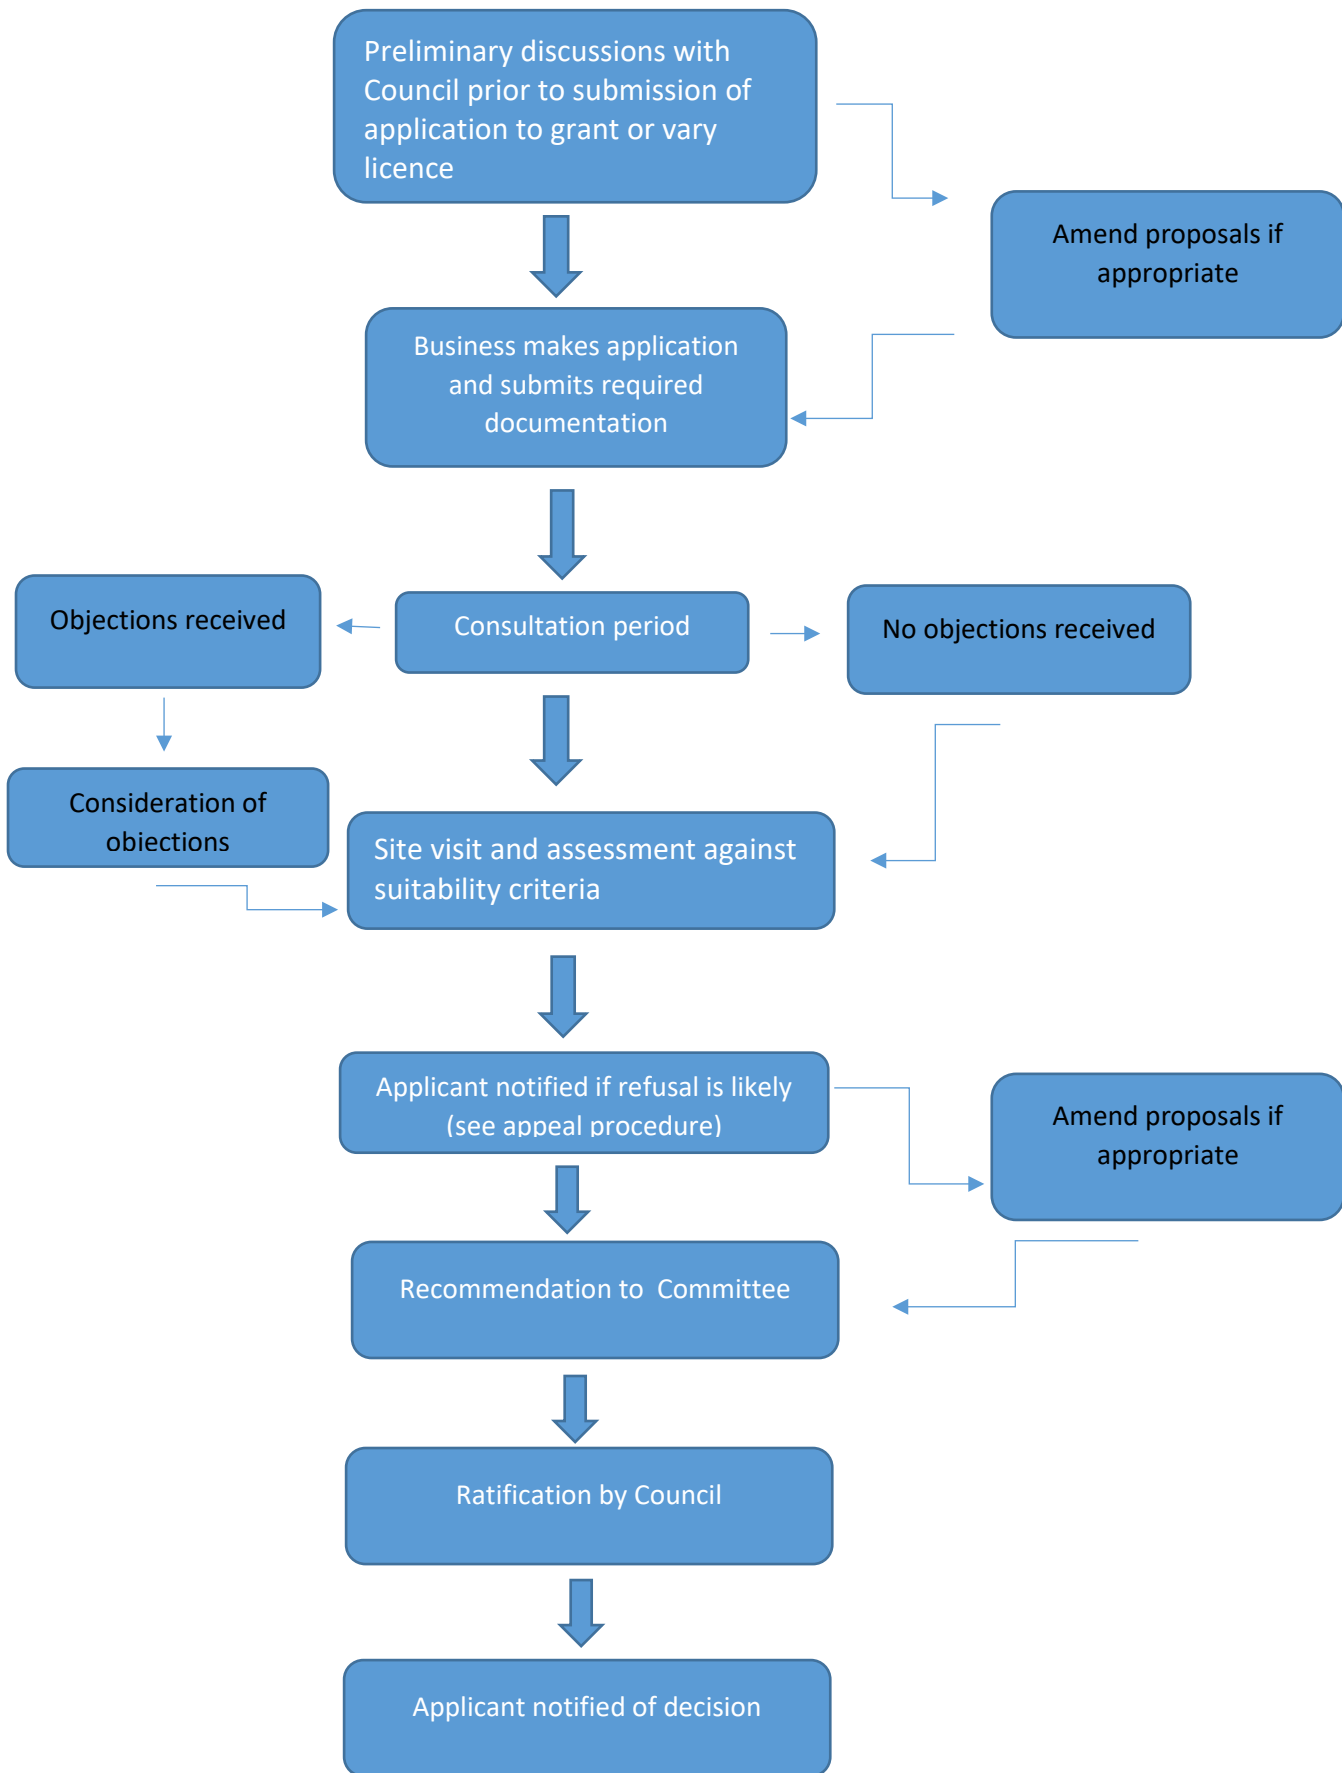 Preliminary discussions with
Council prior to submission of
application to grant or vary
licence
Amend proposals if
appropriate
Business makes application
and submits required
documentation
Objections received
Consultation period
No objections received
Consideration of
objections
Site visit and assessment against
suitability criteria
Applicant notified if refusal is likely
(see appeal procedure)
Amend proposals if
appropriate
Recommendation to  Committee
Ratification by Council
Applicant notified of decision